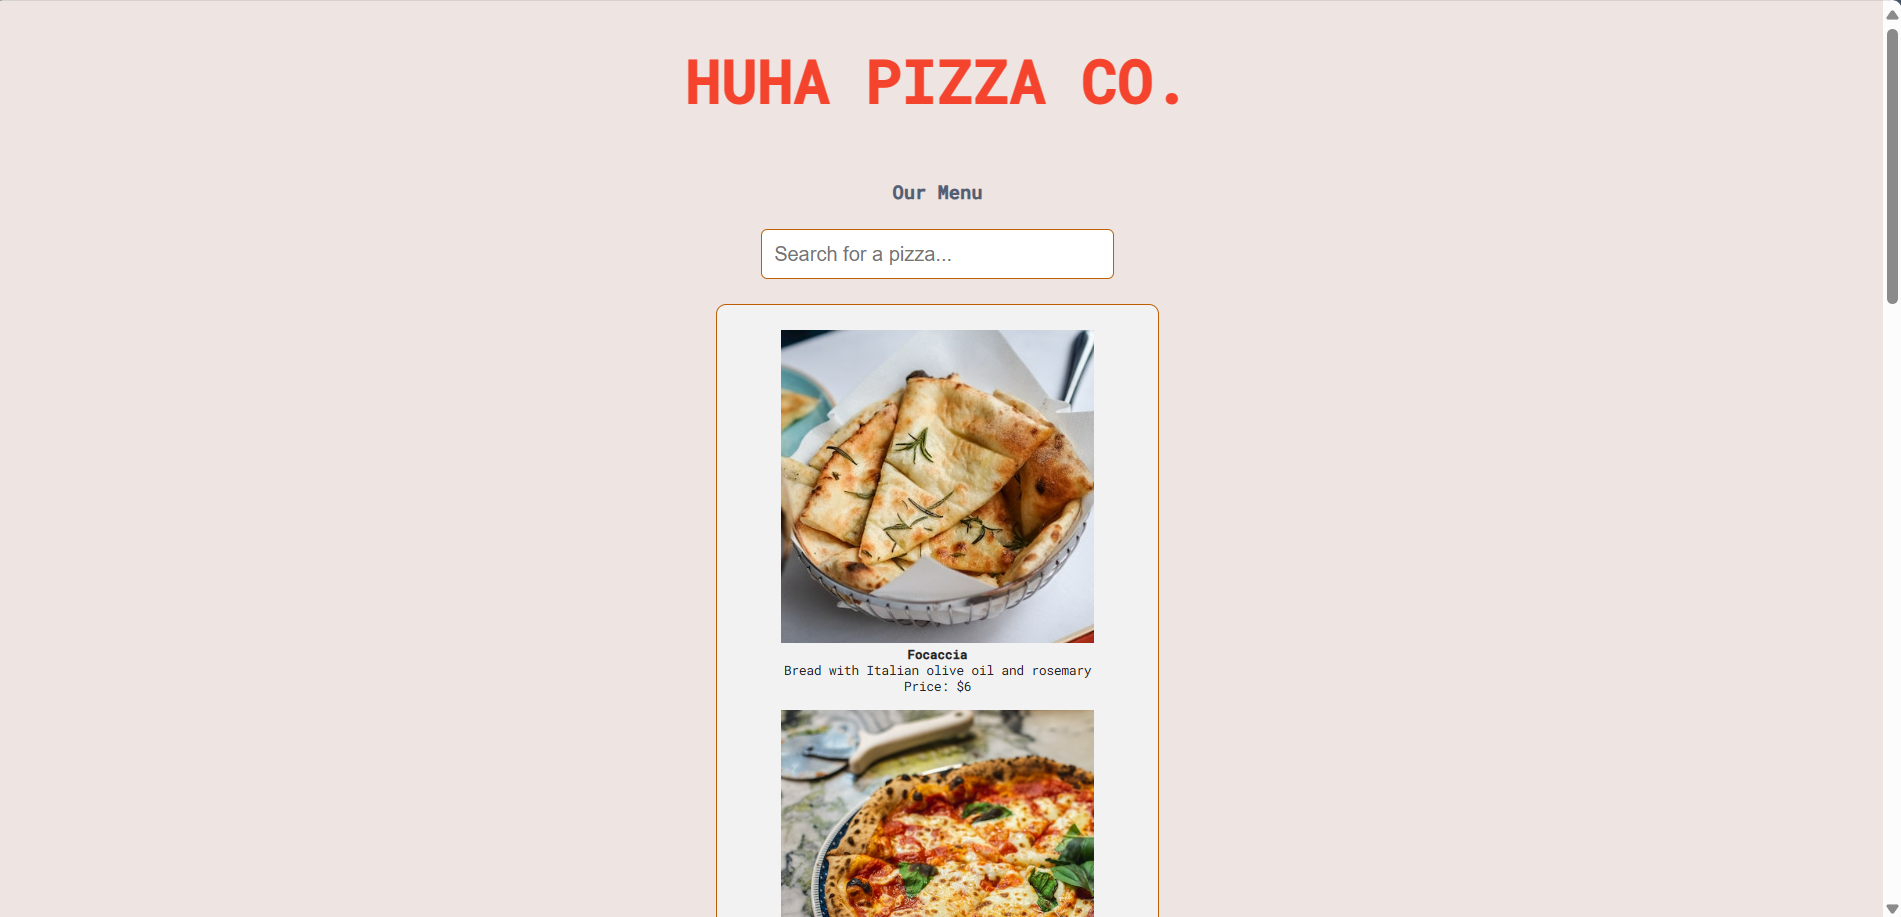 HUHA PIZZA CO.
Our Menu
Search for a pizza...
Focaccia
Bread with Italian olive oil and rosemary
Price: $6